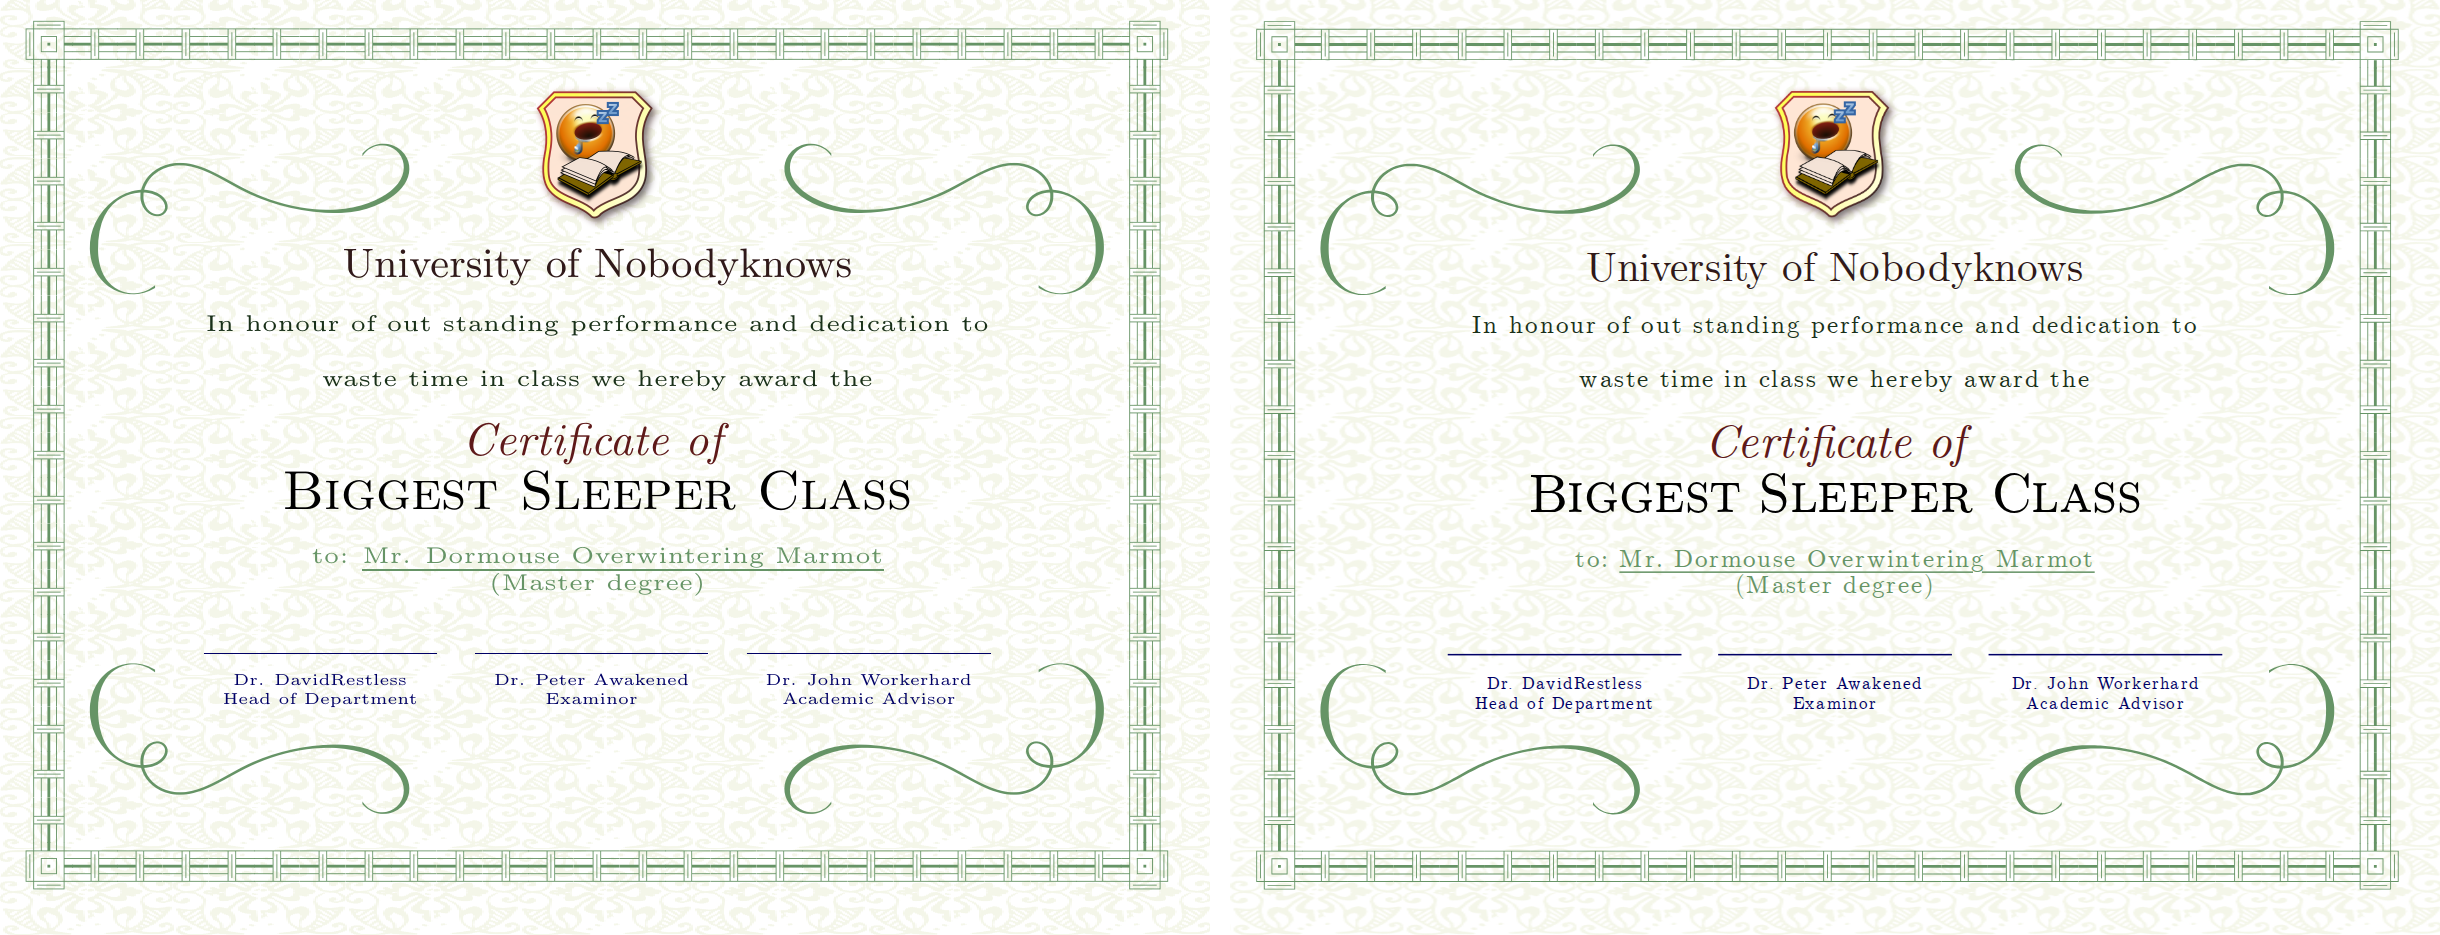 University of Nobodyknows
In honour of out standing performance and dedication to
waste time in class we hereby award the
Certificate of
Biggest Sleeper Class
to: Mr. Dormouse Overwintering Marmot
(Master degree)
Dr. DavidRestless
Head of Department
Dr. Peter Awakened
Examinor
Dr. John Workerhard
Academic Advisor
zz
University of Nobodyknows
In honour of out standing performance and dedication to
waste time in class we hereby award the
Certificate of
Biggest Sleeper Class
to: Mr. Dormouse Overwintering Marmot
(Master degree)
Dr. DavidRestless
Head of Department
Dr. Peter Awakened
Examinor
Dr. John Workerhard
Academic Advisor
zz